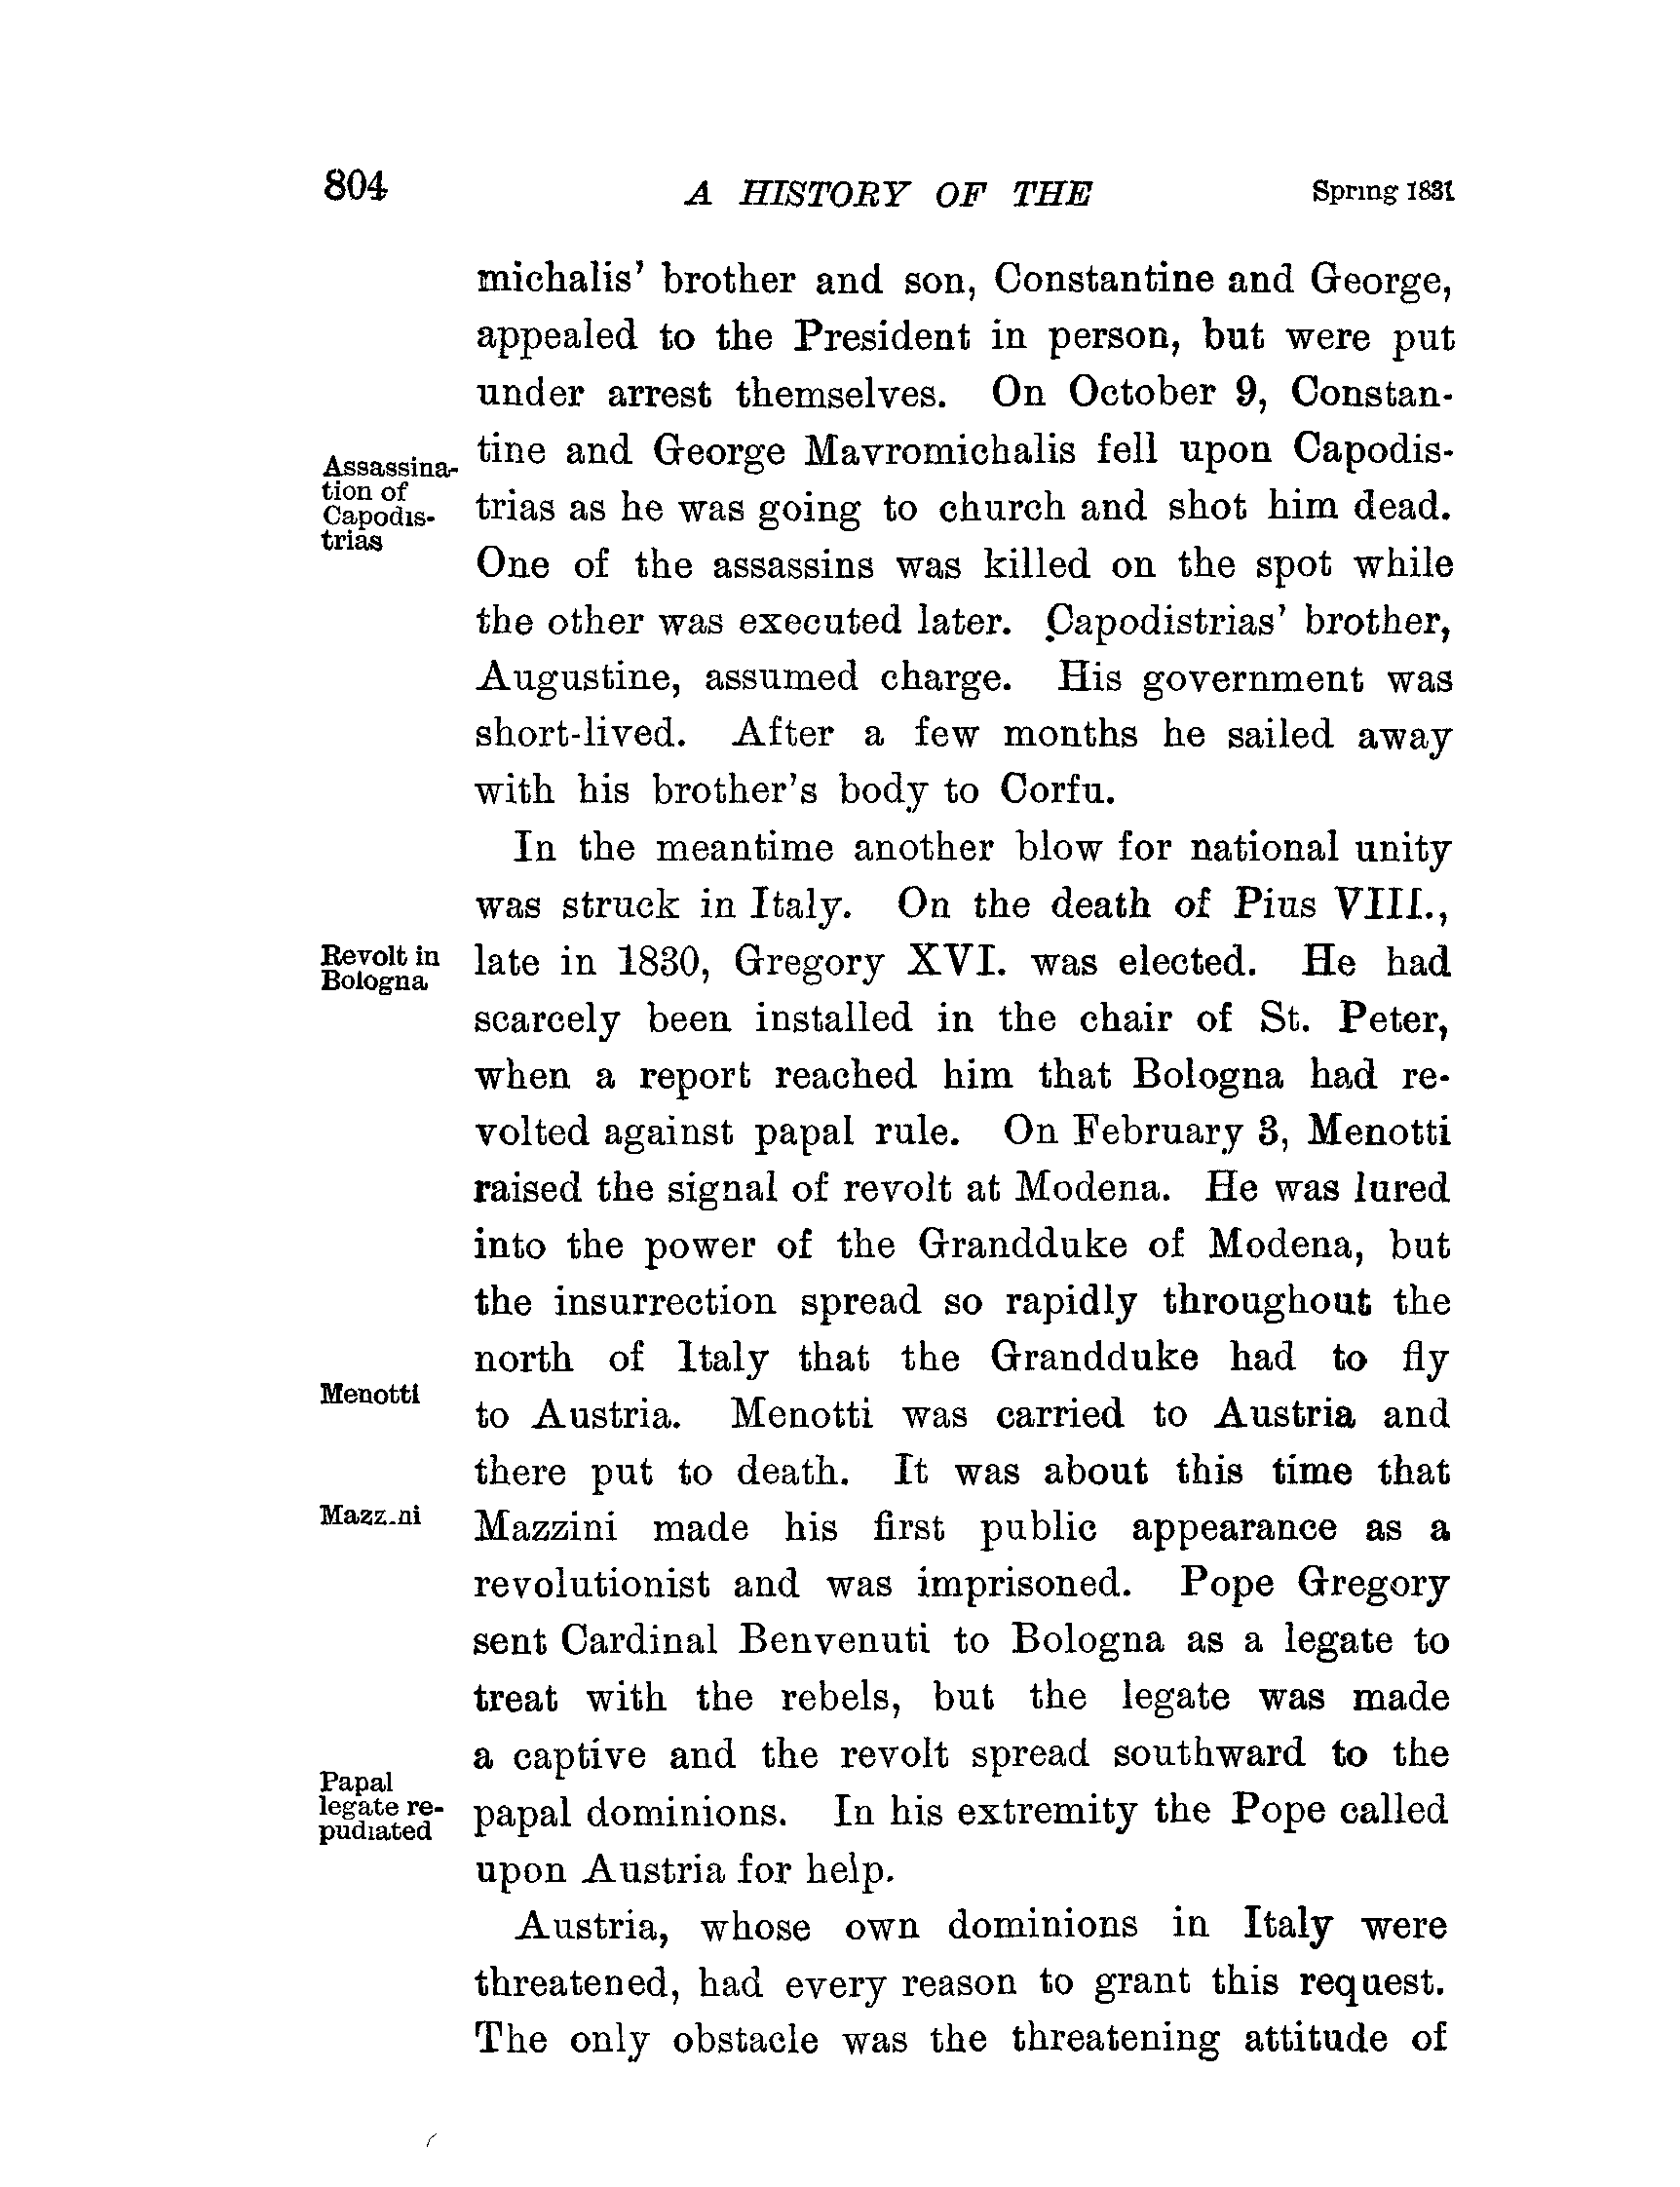 804 A HISTORY OF THE Spring 1831
michalis’ brother and son, Constantine and George,
appealed to the President in person, but were put
under arrest themselves. On October 9, Constan-
tine and George Mavromichalis fell upon Capodis-
Assassina-
tion of
Capodis-
trias
trias as he was going to church and shot him dead.
One of the assassins was killed on the spot while
the other was executed later. Capodistrias’ brother,
Augustine, assumed charge. His government was
short-lived. After a few months he sailed away
with his brother’s body to Corfu.
In the meantime another blow for national unity
was struck in Italy. On the death of Pius VIII.,
Revolt in
Bologna
late in 1830, Gregory XVI. was elected. He had
scarcely been installed in the chair of St. Peter,
when a report reached him that Bologna had re-
volted against papal rule. On February 3, Menotti
raised the signal of revolt at Modena. He was lured
into the power of the Grandduke of Modena, but
the insurrection spread so rapidly throughout the
north of Italy that the Grandduke had to fly
Menotti
to Austria. Menotti was carried to Austria and
there put to death. It was about this time that
Mazzini
Mazzini made his first public appearance as a
revolutionist and was imprisoned. Pope Gregory
sent Cardinal Benvenuti to Bologna as a legate to
treat with the rebels, but the legate was made
a captive and the revolt spread southward to the
Papal
legate re-
pudiated
papal dominions. In his extremity the Pope called
upon Austria for help.
Austria, whose own dominions in Italy were
threatened, had every reason to grant this request.
The only obstacle was the threatening attitude of